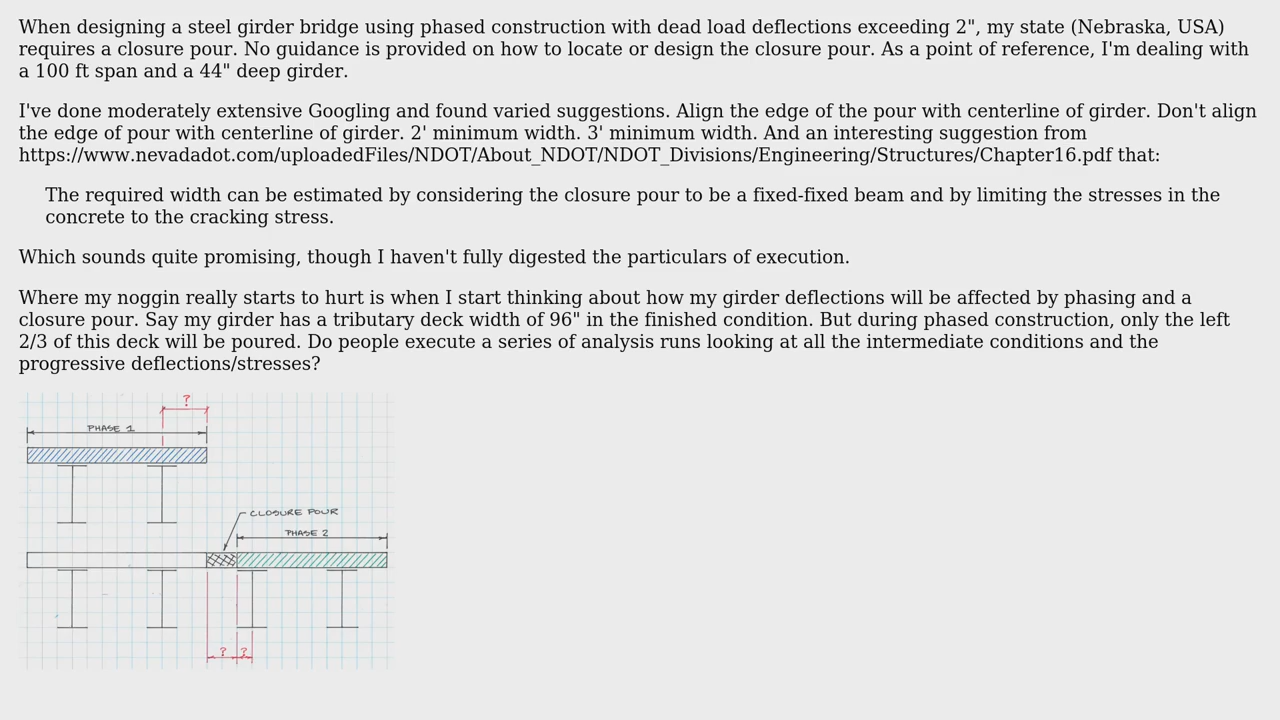 When designing a steel girder bridge using phased construction with dead load deflections exceeding 2", my state (Nebraska, USA)
requires a closure pour. No guidance is provided on how to locate or design the closure pour. As a point of reference, I'm dealing with
a 100 ft span and a 44" deep girder.
I've done moderately extensive Googling and found varied suggestions. Align the edge of the pour with centerline of girder. Don't align
the edge of pour with centerline of girder. 2' minimum width. 3' minimum width. And an interesting suggestion from
https://www.nevadadot.com/uploadedFiles/NDOT/About_NDOT/NDOT_Divisions/Engineering/Structures/Chapter16.pdf that:
The required width can be estimated by considering the closure pour to be a fixed-fixed beam and by limiting the stresses in the
concrete to the cracking stress.
Which sounds quite promising, though I haven't fully digested the particulars of execution.
Where my noggin really starts to hurt is when I start thinking about how my girder deflections will be affected by phasing and a
closure pour. Say my girder has a tributary deck width of 96" in the finished condition. But during phased construction, only the left
2/3 of this deck will be poured. Do people execute a series of analysis runs looking at all the intermediate conditions and the
progressive deflections/stresses?
?
PHASE 1
CLOSURE POUR
PHASE 2
? ?